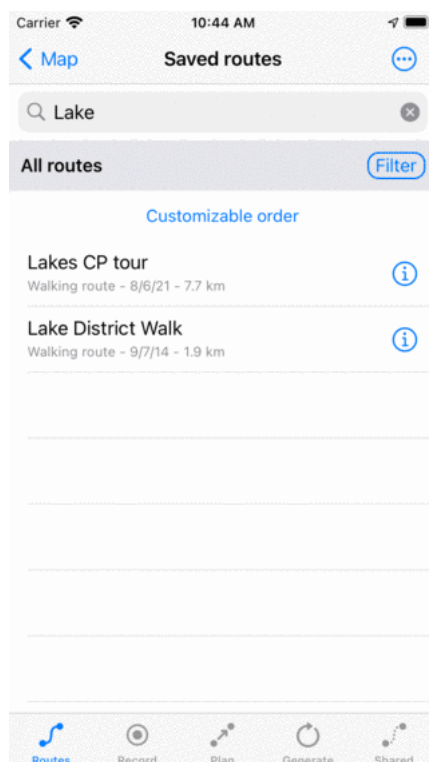 Carrier 10:44 AM
Map Saved routes
Lake
All routes Filter
Customizable order
Lakes CP tour
Walking route - 8/6/21 - 7.7 km
Lake District Walk
Walking route - 9/7/14 - 1.9 km
Routes Record Plan Generate Shared